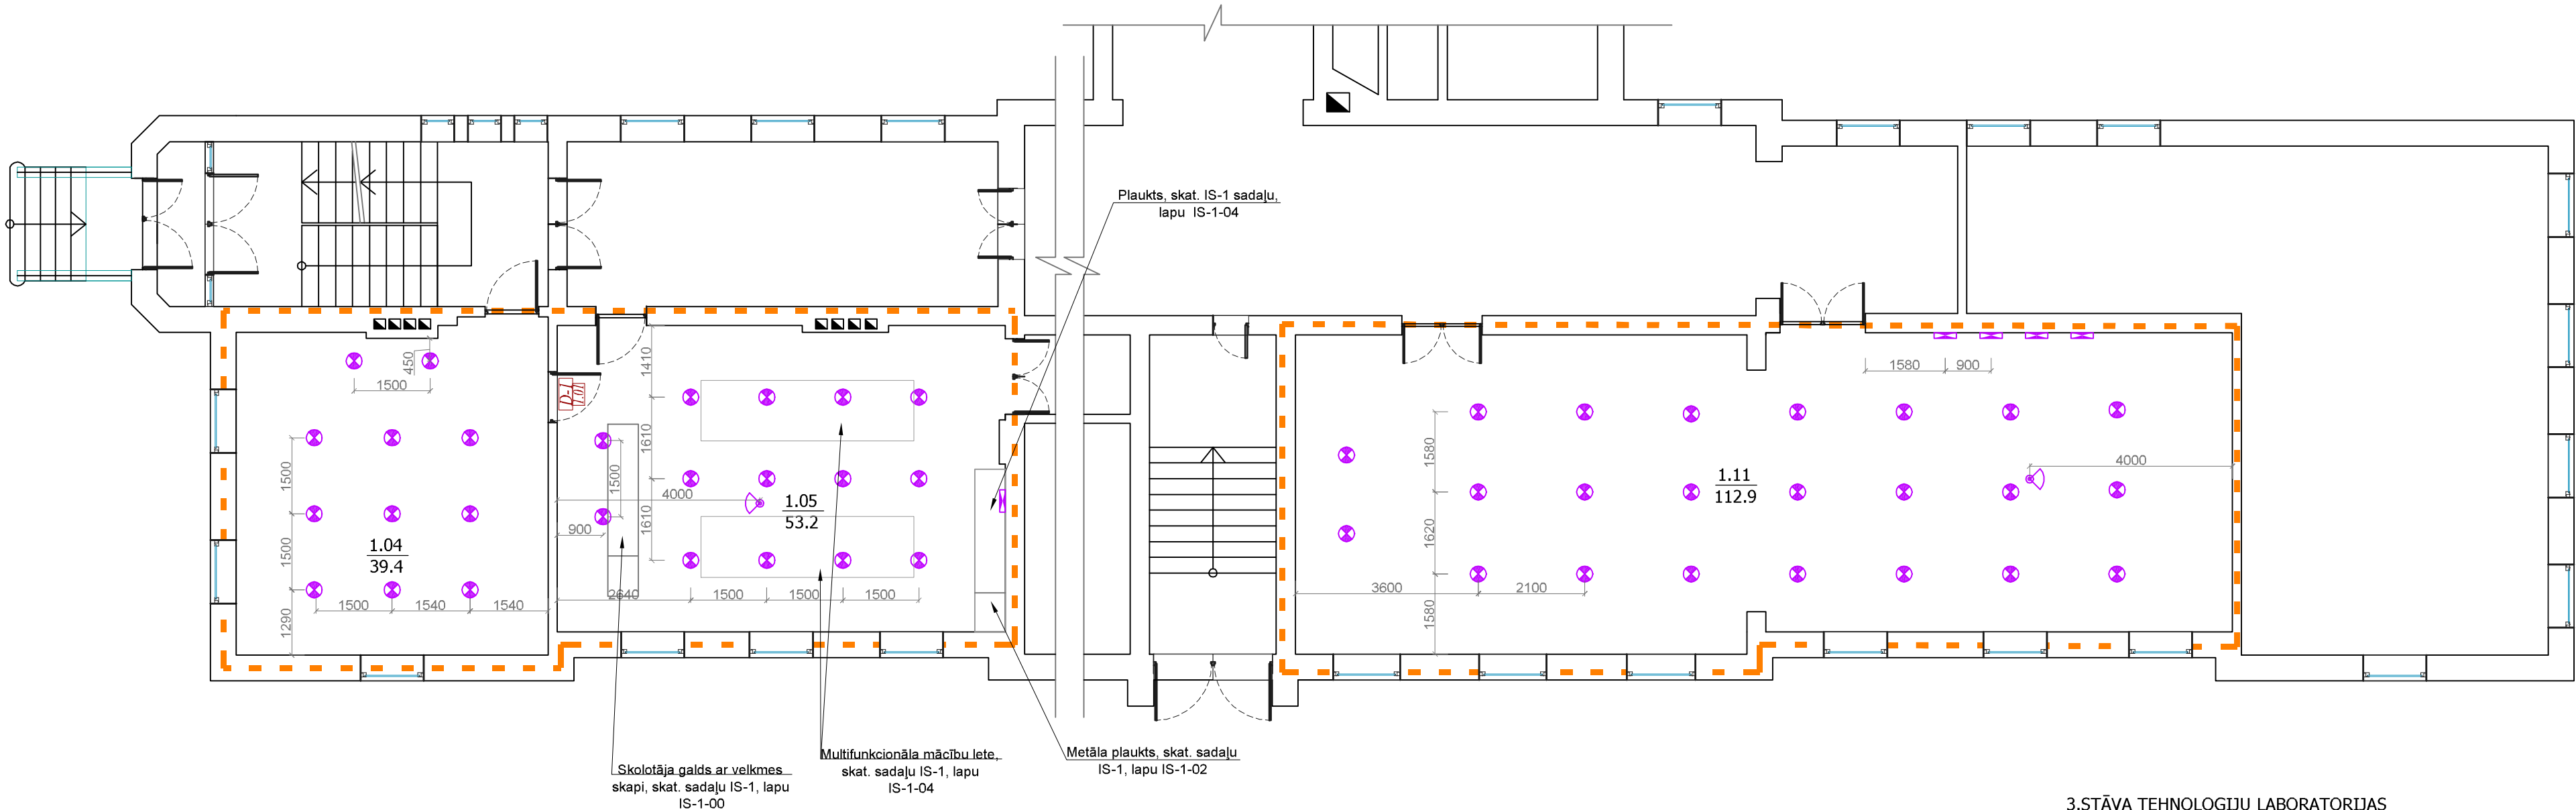 Plaukts, skat. IS-1 sadaļu,
lapu IS-1-04
450
1500
1410
D-1
1.01
1580
900
1500
1610
1500
4000
1.05
53.2
1580
1.11
112.9
4000
1500
1.04
39.4
900
1610
1620
1290
1500
1540
1540
2640
1500
1500
1500
3600
2100
1580
Skolotāja galds ar velkmes
skapi, skat. sadaļu IS-1, lapu
IS-1-00
Multifunkcionāla mācību lete,
skat. sadaļu IS-1, lapu
IS-1-04
Metāla plaukts, skat. sadaļu
IS-1, lapu IS-1-02
3.STĀVA TEHNOLOGIJU LABORATORIJAS